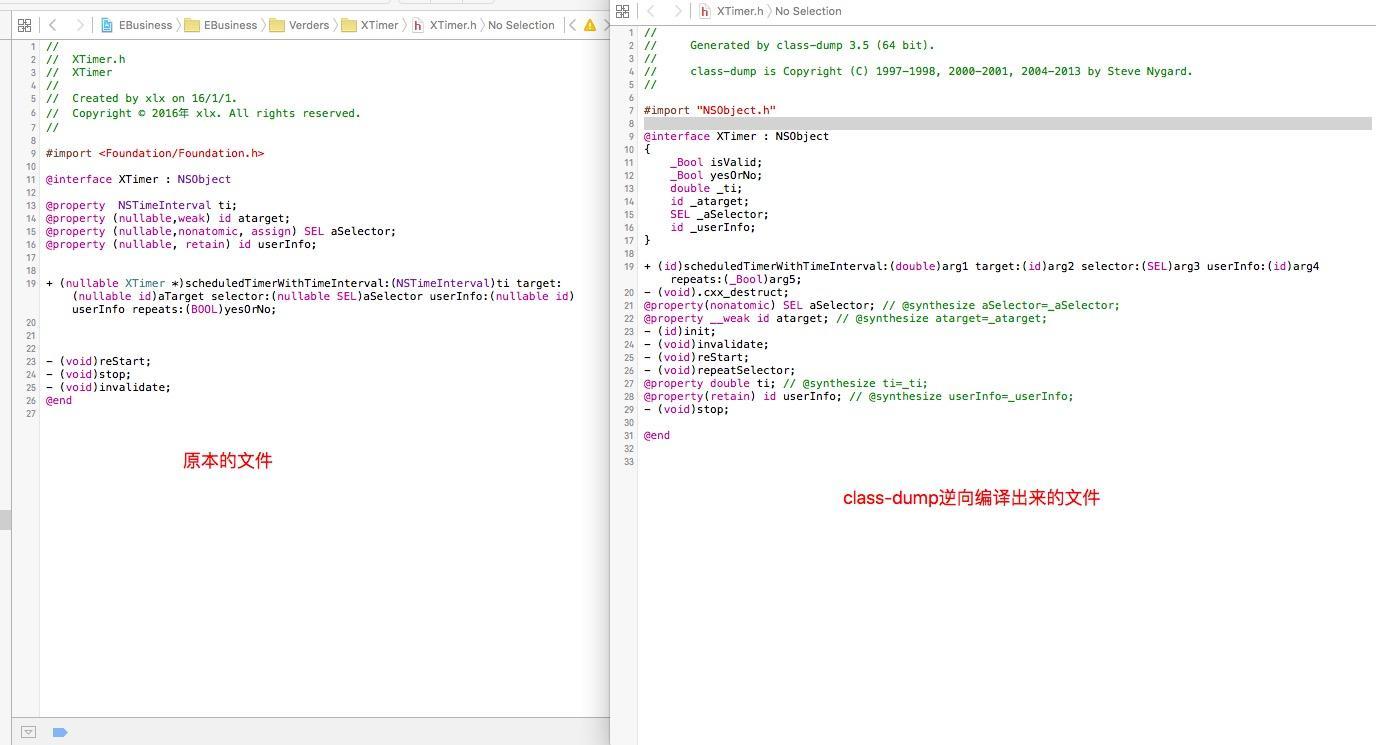 EBusiness EBusiness Verders XTimer XTimer.h No Selection
1 //
2 //  XTimer.h
3 //  XTimer
4 //
5 //  Created by xlx on 16/1/1.
6 //  Copyright © 2016年 xlx. All rights reserved.
7 //
8
9 #import <Foundation/Foundation.h>
10
11 @interface XTimer : NSObject
12
13 @property  NSTimeInterval ti;
14 @property (nullable,weak) id atarget;
15 @property (nullable,nonatomic, assign) SEL aSelector;
16 @property (nullable, retain) id userInfo;
17
18
19 + (nullable XTimer *)scheduledTimerWithTimeInterval:(NSTimeInterval)ti target:
(nullable id)aTarget selector:(nullable SEL)aSelector userInfo:(nullable id)
userInfo repeats:(BOOL)yesOrNo;
20
21
22
23 - (void)reStart;
24 - (void)stop;
25 - (void)invalidate;
26 @end
27
原本的文件
h XTimer.h No Selection
1 //
2 //     Generated by class-dump 3.5 (64 bit).
3 //
4 //     class-dump is Copyright (C) 1997-1998, 2000-2001, 2004-2013 by Steve Nygard.
5 //
6
7 #import "NSObject.h"
8
9 @interface XTimer : NSObject
10 {
11     _Bool isValid;
12     _Bool yesOrNo;
13     double _ti;
14     id _atarget;
15     SEL _aSelector;
16     id _userInfo;
17 }
18
19 + (id)scheduledTimerWithTimeInterval:(double)arg1 target:(id)arg2 selector:(SEL)arg3 userInfo:(id)arg4
repeats:(_Bool)arg5;
20 - (void).cxx_destruct;
21 @property(nonatomic) SEL aSelector; // @synthesize aSelector=_aSelector;
22 @property __weak id atarget; // @synthesize atarget=_atarget;
23 - (id)init;
24 - (void)invalidate;
25 - (void)reStart;
26 - (void)repeatSelector;
27 @property double ti; // @synthesize ti=_ti;
28 @property(retain) id userInfo; // @synthesize userInfo=_userInfo;
29 - (void)stop;
30
31 @end
32
33
class-dump逆向编译出来的文件